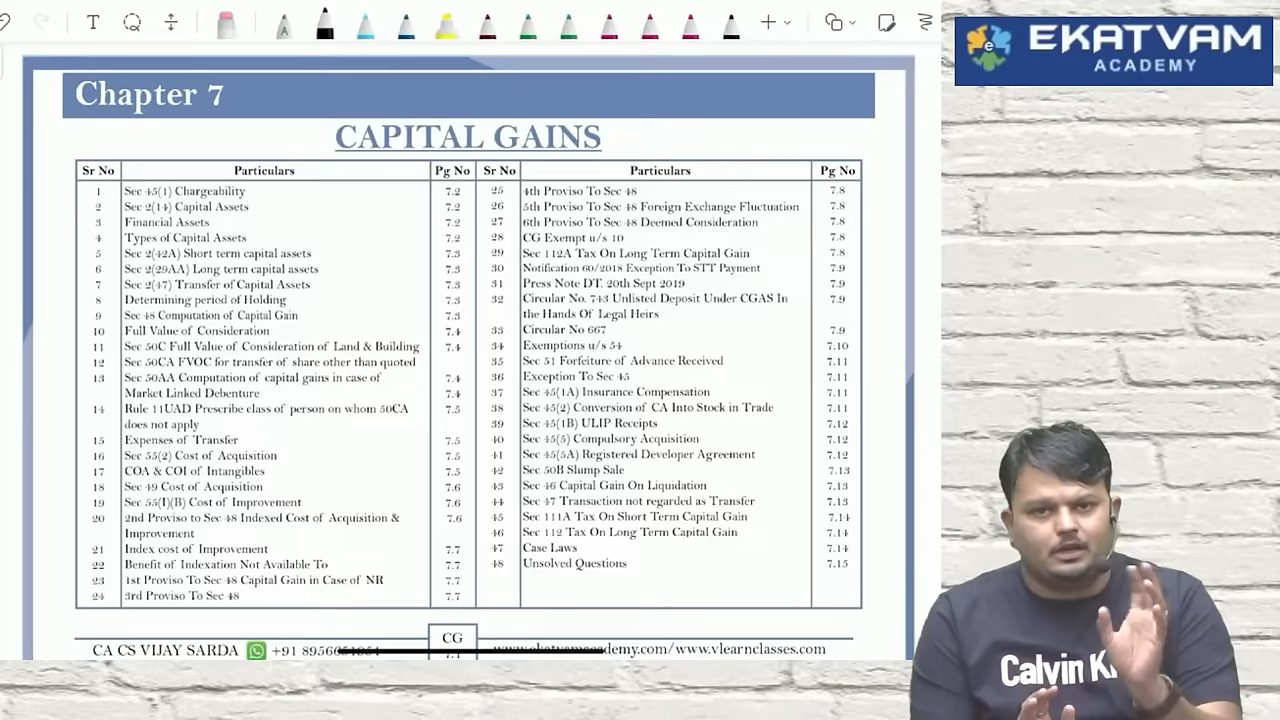 EKATVAM
ACADEMY
Chapter 7
CAPITAL GAINS
Sr No Particulars Pg No Sr No Particulars Pg No
1 Sec 45(1) Chargeability 7.2 25 4th Proviso To Sec 48 7.8
2 Sec 2(14) Capital Assets 7.2 26 5th Proviso To Sec 48 Foreign Exchange Fluctuation 7.8
3 Financial Assets 7.2 27 6th Proviso To Sec 48 Deemed Consideration 7.8
4 Types of Capital Assets 7.2 28 CG Exempt u/s 10 7.8
5 Sec 2(42A) Short term capital assets 7.3 29 Sec 112A Tax On Long Term Capital Gain 7.8
6 Sec 2(29AA) Long term capital assets 7.3 30 Notification 60/2018 Exception To STT Payment 7.9
7 Sec 2(47) Transfer of Capital Assets 7.3 31 Press Note DT. 20th Sept 2019 7.9
8 Determining period of Holding 7.3 32 Circular No. 743 Unlisted Deposit Under CGAS In 7.9
9 Sec 48 Computation of Capital Gain 7.3 the Hands Of Legal Heirs
10 Full Value of Consideration 7.4 33 Circular No 667 7.9
11 Sec 50C Full Value of Consideration of Land & Building 7.4 34 Exemptions u/s 54 7.10
12 Sec 50CA FVOC for transfer of share other than quoted 35 Sec 51 Forfeiture of Advance Received 7.11
13 Sec 50AA Computation of capital gains in case of 7.4 36 Exception To Sec 45 7.11
Market Linked Debenture 7.4 37 Sec 45(1A) Insurance Compensation 7.11
14 Rule 11UAD Prescribe class of person on whom 50CA 7.5 38 Sec 45(2) Conversion of CA Into Stock in Trade 7.11
does not apply 39 Sec 45(1B) ULIP Receipts 7.12
15 Expenses of Transfer 7.5 40 Sec 45(5) Compulsory Acquisition 7.12
16 Sec 55(2) Cost of Acquisition 7.5 41 Sec 45(5A) Registered Developer Agreement 7.12
17 COA & COI of Intangibles 7.5 42 Sec 50B Slump Sale 7.13
18 Sec 49 Cost of Acquisition 7.6 43 Sec 46 Capital Gain On Liquidation 7.13
19 Sec 55(I)(B) Cost of Improvement 7.6 44 Sec 47 Transaction not regarded as Transfer 7.13
20 2nd Proviso to Sec 48 Indexed Cost of Acquisition & 7.6 45 Sec 111A Tax On Short Term Capital Gain 7.14
Improvement 46 Sec 112 Tax On Long Term Capital Gain 7.14
21 Index cost of Improvement 7.7 47 Case Laws 7.14
22 Benefit of Indexation Not Available To 7.7 48 Unsolved Questions 7.15
23 1st Proviso To Sec 48 Capital Gain in Case of NR 7.7
24 3rd Proviso To Sec 48 7.7
CG
CA CS VIJAY SARDA +91 8956651954 www.ekatvamacademy.com/www.vlearnclasses.com
7.1
Calvin K